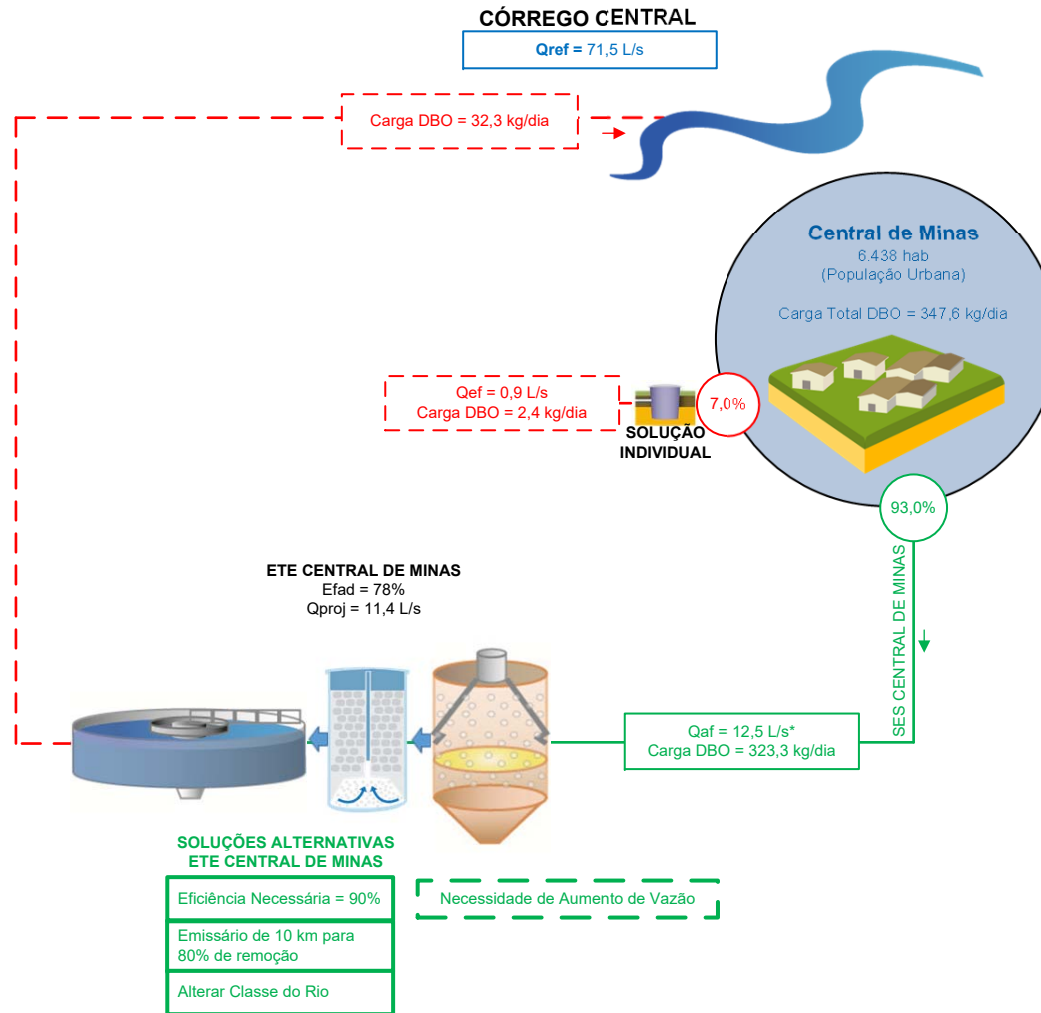 CÓRREGO CENTRAL
Qref = 71,5 L/s
Carga DBO = 32,3 kg/dia
Central de Minas
6.438 hab
(População Urbana)
Carga Total DBO = 347,6 kg/dia
Qef = 0,9 L/s
Carga DBO = 2,4 kg/dia
7,0%
SOLUÇÃO
INDIVIDUAL
93,0%
SES CENTRAL DE MINAS
ETE CENTRAL DE MINAS
Efad = 78%
Qproj = 11,4 L/s
Qaf = 12,5 L/s*
Carga DBO = 323,3 kg/dia
SOLUÇÕES ALTERNATIVAS
ETE CENTRAL DE MINAS
Eficiência Necessária = 90%
Necessidade de Aumento de Vazão
Emissário de 10 km para
80% de remoção
Alterar Classe do Rio